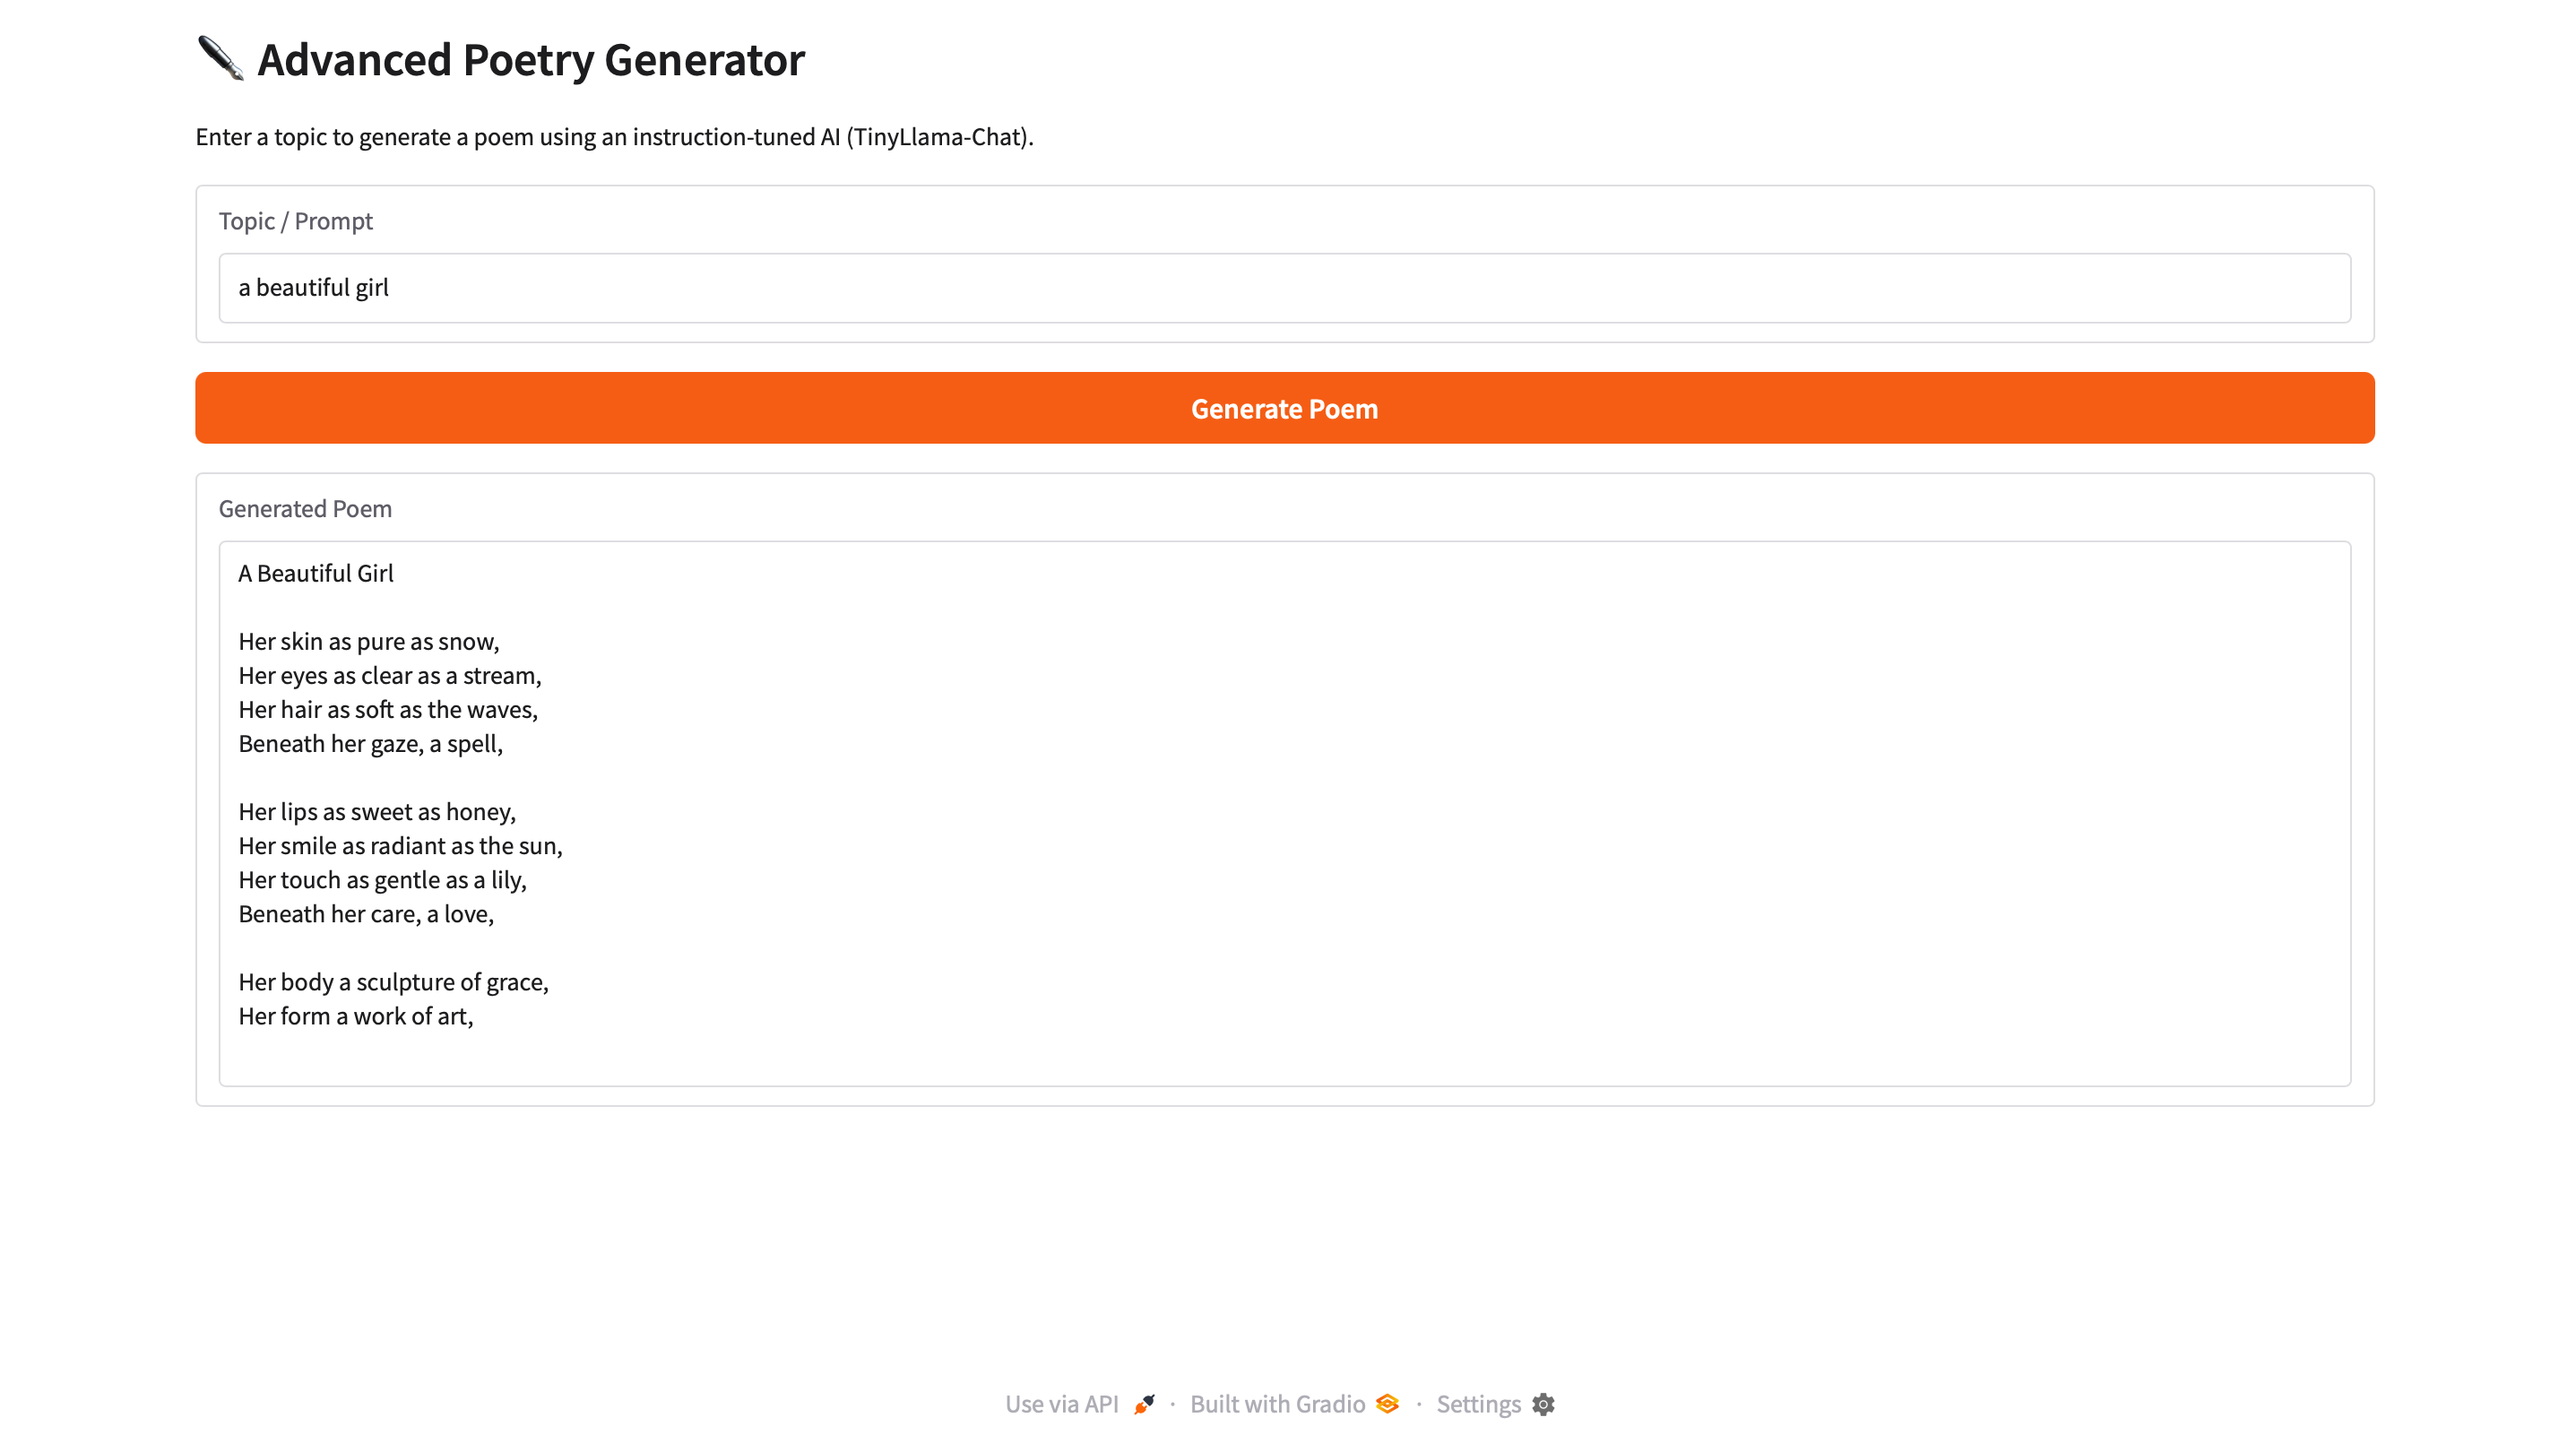 Advanced Poetry Generator
Enter a topic to generate a poem using an instruction-tuned AI (TinyLlama-Chat).
Topic / Prompt
a beautiful girl
Generate Poem
Generated Poem
A Beautiful Girl
Her skin as pure as snow,
Her eyes as clear as a stream,
Her hair as soft as the waves,
Beneath her gaze, a spell,
Her lips as sweet as honey,
Her smile as radiant as the sun,
Her touch as gentle as a lily,
Beneath her care, a love,
Her body a sculpture of grace,
Her form a work of art,
Use via API · Built with Gradio · Settings